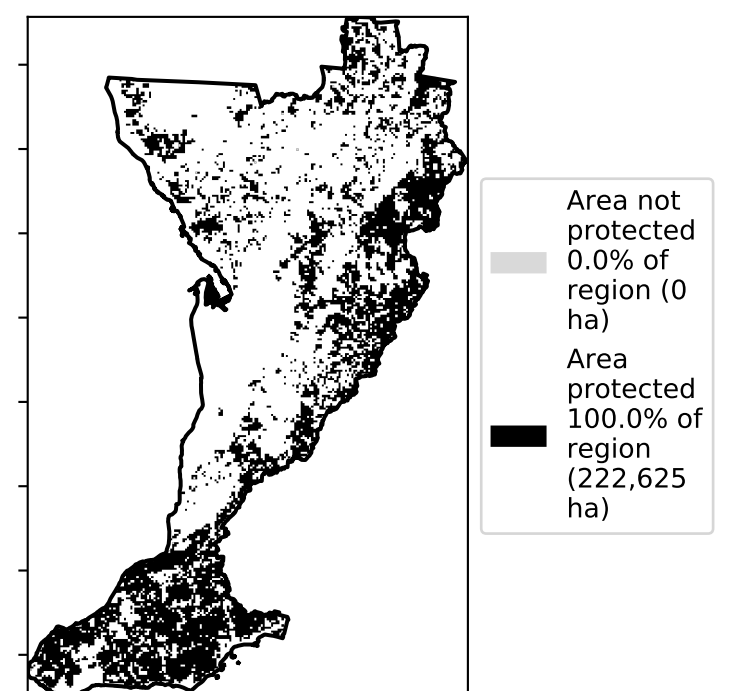 Area not
protected
0.0% of
region (0
ha)
Area
protected
100.0% of
region
(222,625
ha)